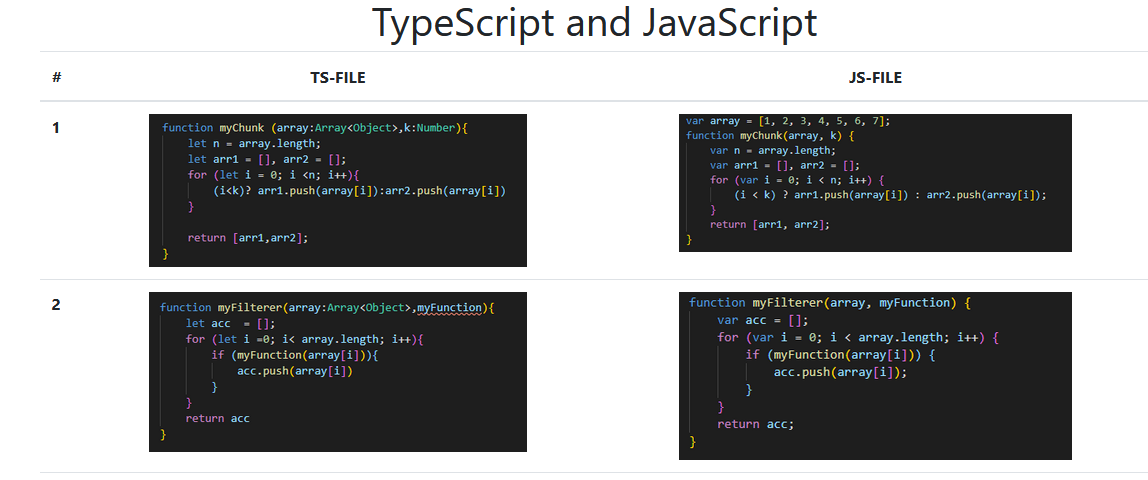 TypeScript and JavaScript
# TS-FILE JS-FILE
1
function myChunk (array:Array<Object>,k:Number){
let n = array.length;
let arr1 = [], arr2 = [];
for (let i = 0; i <n; i++){
(i<k)? arr1.push(array[i]):arr2.push(array[i])
}
return [arr1,arr2];
}
var array = [1, 2, 3, 4, 5, 6, 7];
function myChunk(array, k) {
var n = array.length;
var arr1 = [], arr2 = [];
for (var i = 0; i < n; i++) {
(i < k) ? arr1.push(array[i]) : arr2.push(array[i]);
}
return [arr1, arr2];
}
2
function myFilterer(array:Array<Object>,myFunction){
let acc  = [];
for (let i =0; i< array.length; i++){
if (myFunction(array[i])){
acc.push(array[i])
}
}
return acc
}
function myFilterer(array, myFunction) {
var acc = [];
for (var i = 0; i < array.length; i++) {
if (myFunction(array[i])) {
acc.push(array[i]);
}
}
return acc;
}